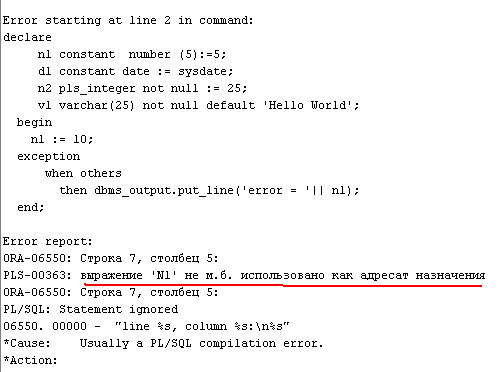 Error starting at line 2 in command:
declare
n1 constant  number (5):=5;
d1 constant date := sysdate;
n2 pls_integer not null := 25;
v1 varchar(25) not null default 'Hello World';
begin
n1 := 10;
exception
when others
then dbms_output.put_line('error = '|| n1);
end;
Error report:
ORA-06550: Строка 7, столбец 5:
PLS-00363: выражение 'N1' не м.б. использовано как адресат назначения
ORA-06550: Строка 7, столбец 5:
PL/SQL: Statement ignored
06550. 00000 -  "line %s, column %s:\n%s"
*Cause:    Usually a PL/SQL compilation error.
*Action: